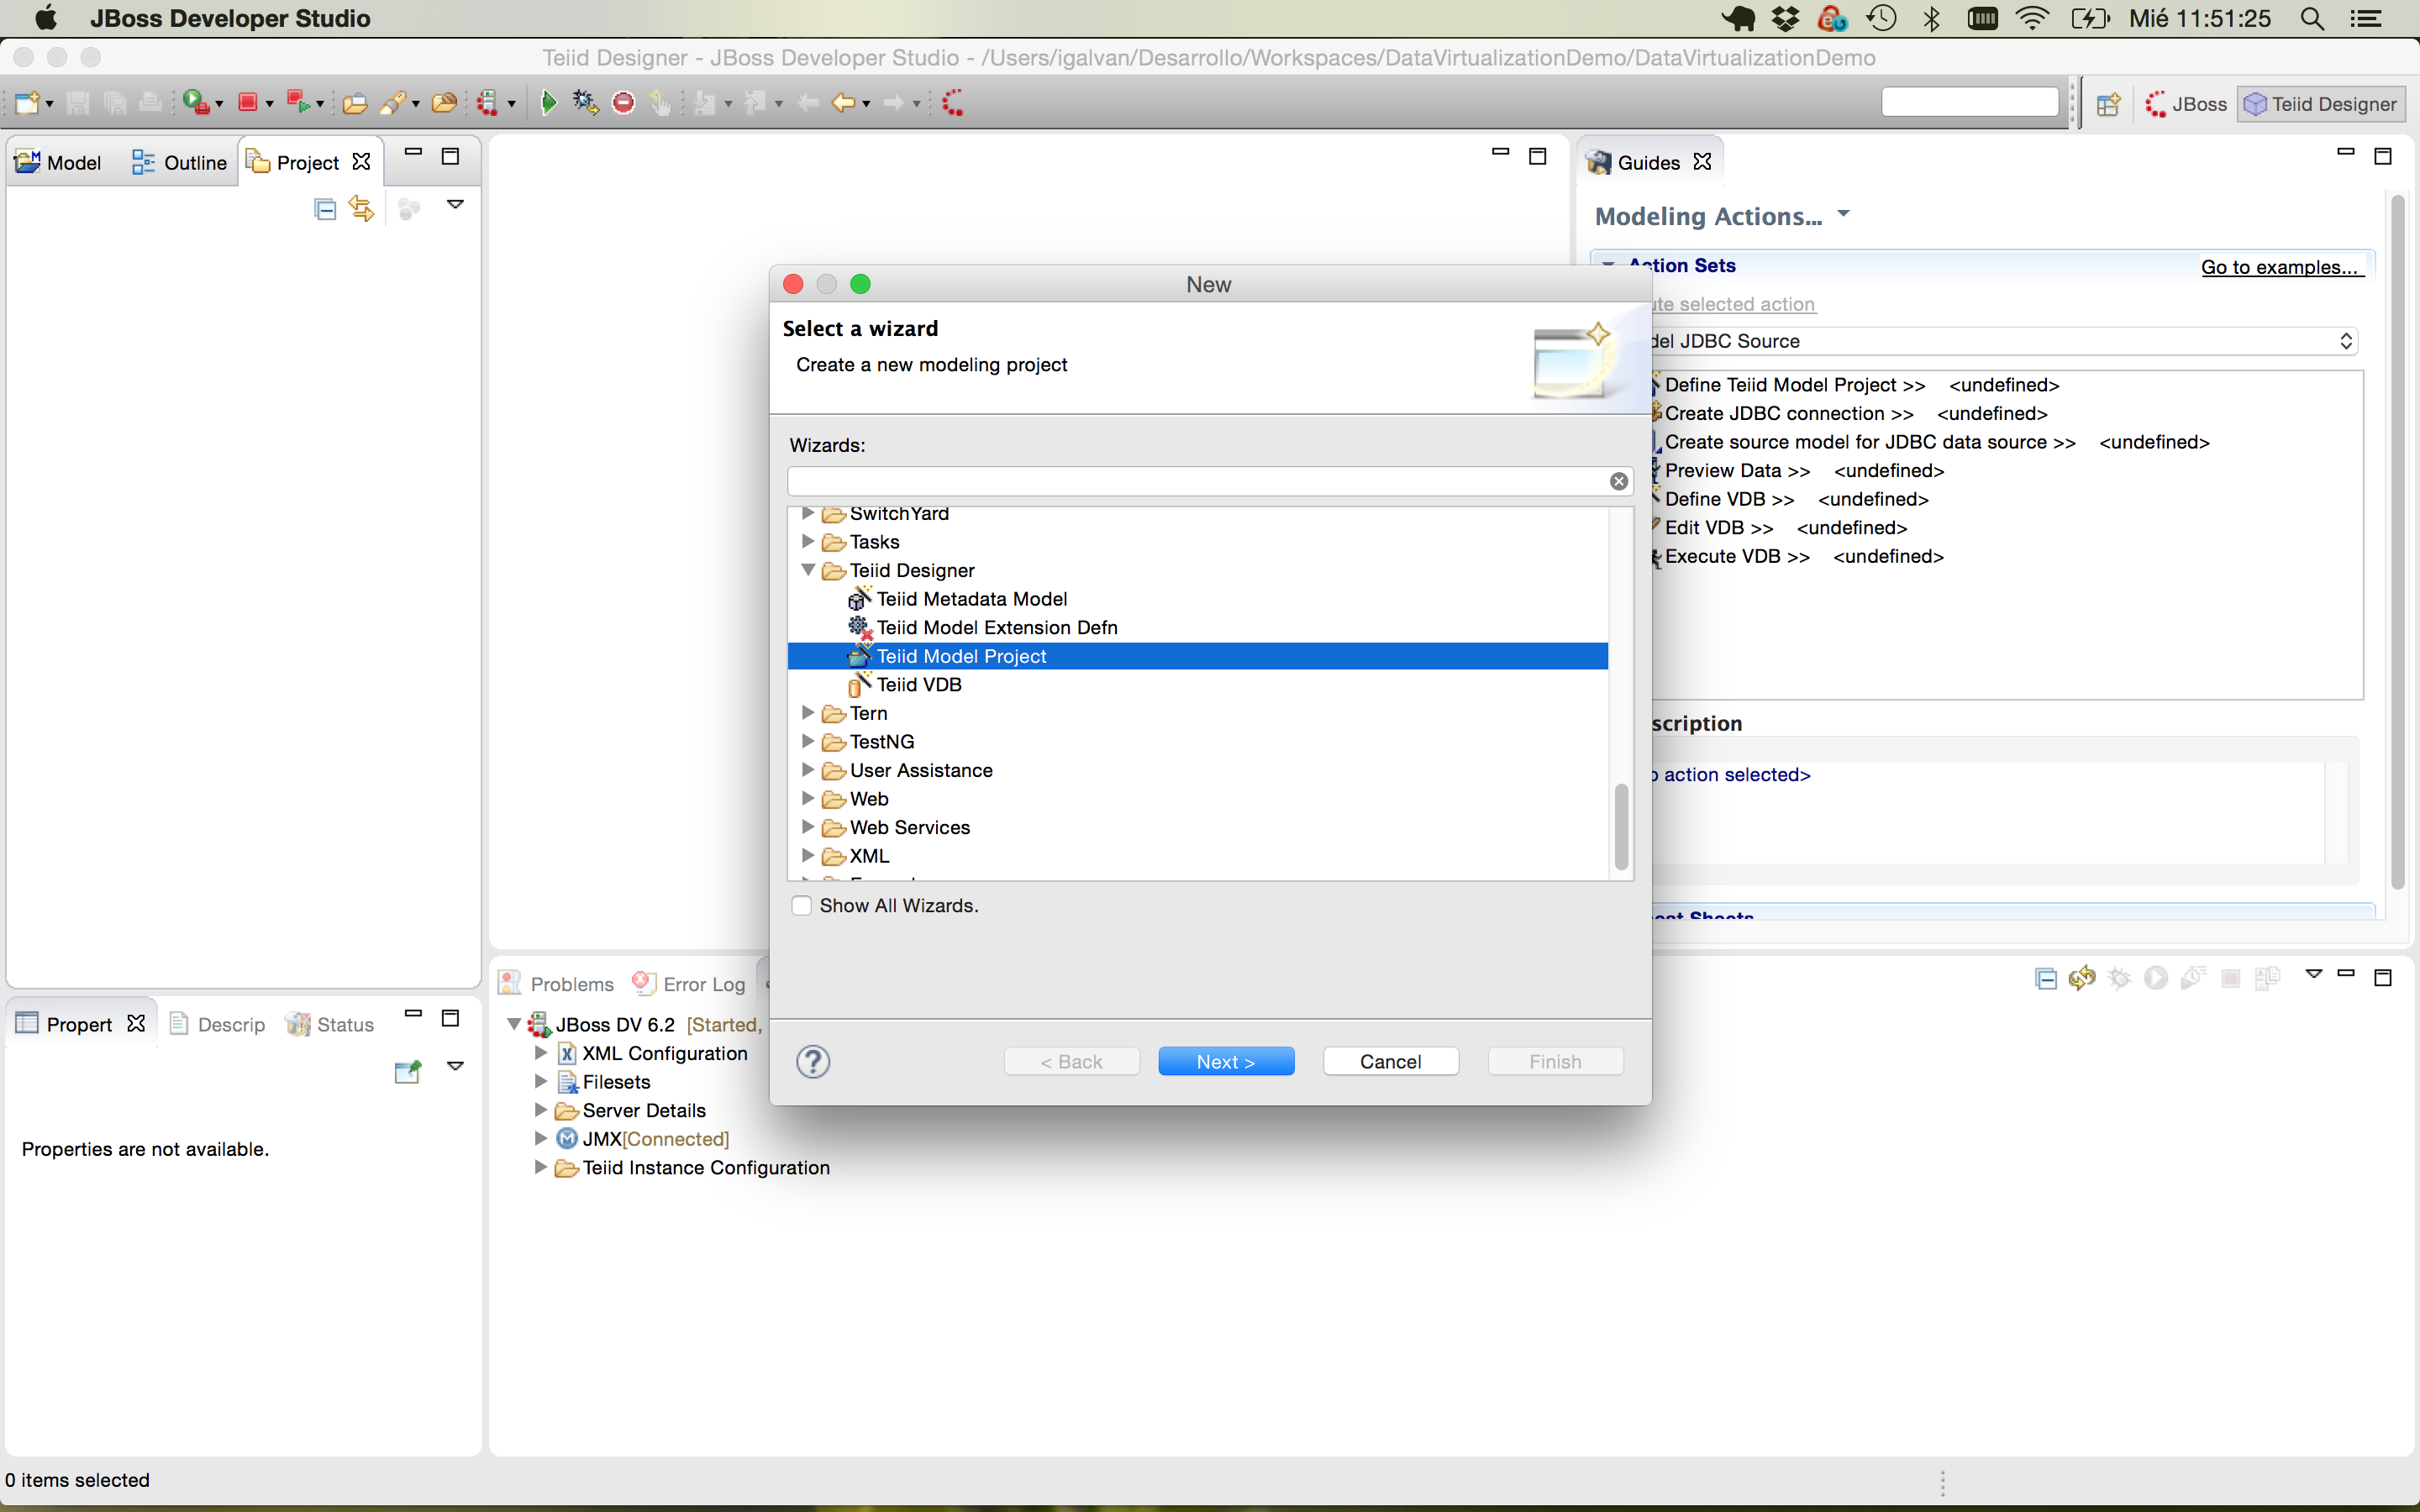 JBoss Developer Studio
Mié 11:51:25
Teiid Designer - JBoss Developer Studio - /Users/igalvan/Desarrollo/Workspaces/DataVirtualizationDemo/DataVirtualizationDemo
JBoss
Teiid Designer
Model
Outline
Project
Guides
Modeling Actions...
Action Sets
Go to examples...
selected action
JDBC Source
Define Teiid Model Project >> <undefined>
Create JDBC connection >> <undefined>
Create source model for JDBC data source >> <undefined>
Preview Data >> <undefined>
Define VDB >> <undefined>
Edit VDB >> <undefined>
Execute VDB >> <undefined>
scription
action selected>
New
Select a wizard
Create a new modeling project
Wizards:
SwitchYard
Tasks
Teiid Designer
Teiid Metadata Model
Teiid Model Extension Defn
Teiid Model Project
Teiid VDB
Tern
TestNG
User Assistance
Web
Web Services
XML
Show All Wizards.
< Back
Next >
Cancel
Finish
Problems
Error Log
JBoss DV 6.2 [Started,
XML Configuration
Filesets
Server Details
JMX[Connected]
Teiid Instance Configuration
Propert
Descrip
Status
Properties are not available.
0 items selected